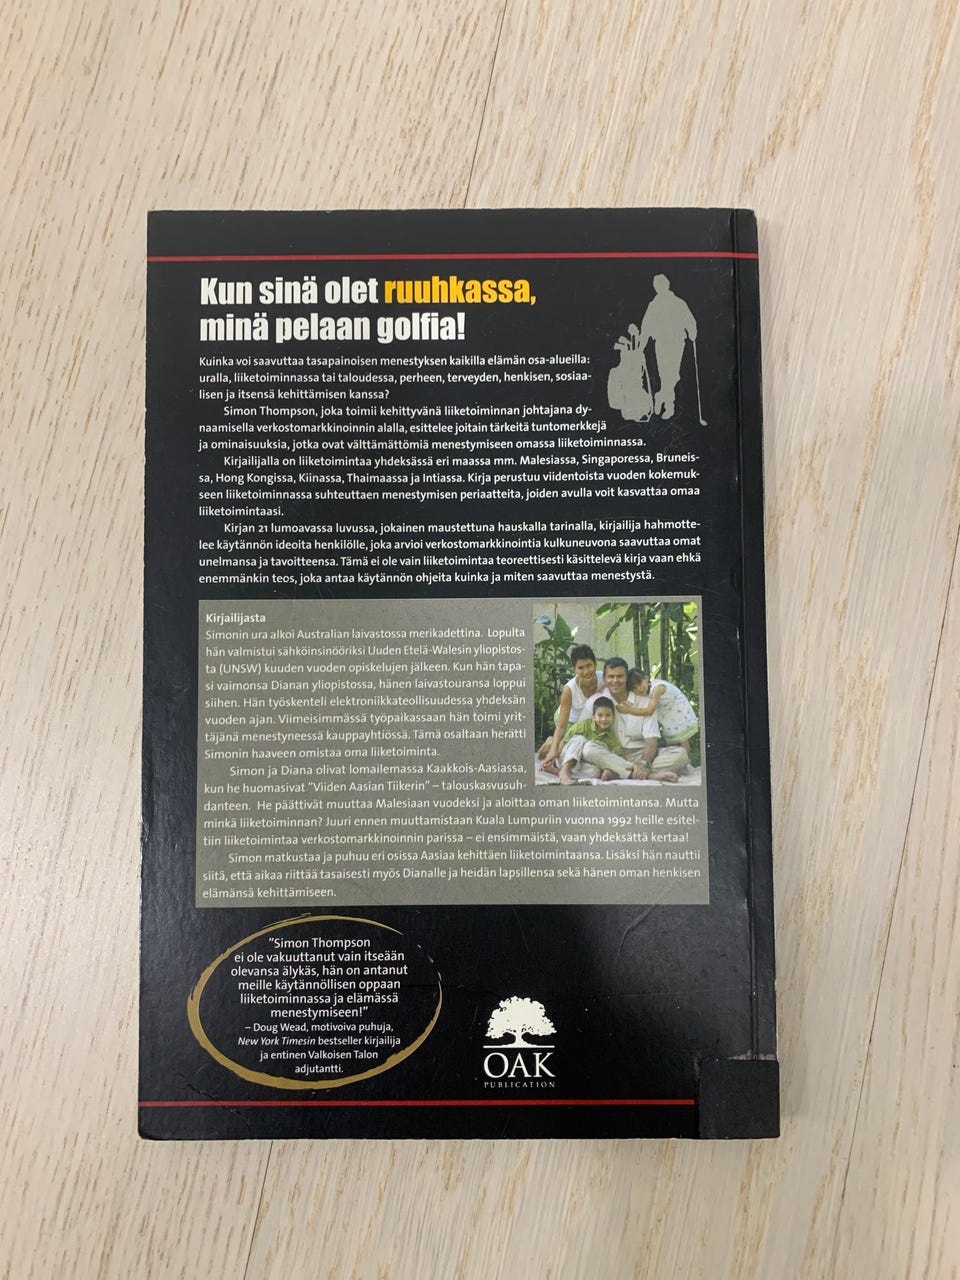 Kun sinä olet ruuhkassa,
minä pelaan golfia!
Kuinka voi saavuttaa tasapainoisen menestyksen kaikilla elämän osa-alueilla:
uralla, liiketoiminnassa tai taloudessa, perheen, terveyden, henkisen, sosiaa-
lisen ja itsensä kehittämisen kanssa?
Simon Thompson, joka toimii kehittyvänä liiketoiminnan johtajana dy-
naamisella verkostomarkkinoinnin alalla, esittelee joitain tärkeitä tuntomerkkejä
ja ominaisuuksia, jotka ovat välttämättömiä menestymiseen omassa liiketoiminnassa.
Kirjailijalla on liiketoimintaa yhdeksässä eri maassa mm. Malesiassa, Singaporessa, Bruneis-
sa, Hong Kongissa, Kiinassa, Thaimaassa ja Intiassa. Kirja perustuu viidentoista vuoden kokemuk-
seen liiketoiminnassa suhteuttaen menestymisen periaatteita, joiden avulla voit kasvattaa omaa
liiketoimintaasi.
Kirjan 21 lumoavassa luvussa, jokainen maustettuna hauskalla tarinalla, kirjailija hahmotte-
lee käytännön ideoita henkilölle, joka arvioi verkostomarkkinointia kulkuneuvona saavuttaa omat
unelmansa ja tavoitteensa. Tämä ei ole vain liiketoimintaa teoreettisesti käsittelevä kirja vaan ehkä
enemmänkin teos, joka antaa käytännön ohjeita kuinka ja miten saavuttaa menestystä.
Kirjailijasta
Simonin ura alkoi Australian laivastossa merikadettina. Lopulta
hän valmistui sähköinsinööriksi Uuden Etelä-Walesin yliopistos-
ta (UNSW) kuuden vuoden opiskelujen jälkeen. Kun hän tapa-
si vaimonsa Dianan yliopistossa, hänen laivastouransa loppui
siihen. Hän työskenteli elektroniikkateollisuudessa yhdeksän
vuoden ajan. Viimeisimmässä työpaikassaan hän toimi yrit-
täjänä menestyneessä kauppayhtiössä. Tämä osaltaan herätti
Simonin haaveen omistaa oma liiketoiminta.
Simon ja Diana olivat lomailemassa Kaakkois-Aasiassa,
kun he huomasivat "Viiden Aasian Tiikerin" – talouskasvusuh-
danteen. He päättivät muuttaa Malesiaan vuodeksi ja aloittaa oman liiketoimintansa. Mutta
minkä liiketoiminnan? Juuri ennen muuttamistaan Kuala Lumpuriin vuonna 1992 heille esitel-
tiin liiketoimintaa verkostomarkkinoinnin parissa – ei ensimmäistä, vaan yhdeksättä kertaa!
Simon matkustaa ja puhuu eri osissa Aasiaa kehittäen liiketoimintaansa. Lisäksi hän nauttii
siitä, että aikaa riittää tasaisesti myös Dianalle ja heidän lapsillensa sekä hänen oman henkisen
elämänsä kehittämiseen.
"Simon Thompson
ei ole vakuuttanut vain itseään
olevansa älykäs, hän on antanut
meille käytännöllisen oppaan
liiketoiminnassa ja elämässä
menestymiseen!"
– Doug Wead, motivoiva puhuja,
New York Timesin bestseller kirjailija
ja entinen Valkoisen Talon
adjutantti.
OAK
PUBLICATION